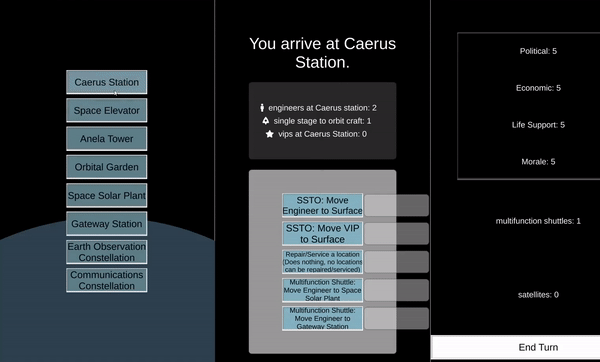 Caerus Station
Space Elevator
Anela Tower
Orbital Garden
Space Solar Plant
Gateway Station
Earth Observation
Constellation
Communications
Constellation
You arrive at Caerus
Station.
engineers at Caerus station: 2
single stage to orbit craft: 1
vips at Caerus Station: 0
SSTO: Move
Engineer to Surface
SSTO: Move VIP
to Surface
Repair/Service a location
(Does nothing, no locations
can be repaired/serviced)
Multifunction Shuttle:
Move Engineer to Space
Solar Plant
Multifunction Shuttle:
Move Engineer to
Gateway Station
Political: 5
Economic: 5
Life Support: 5
Morale: 5
multifunction shuttles: 1
satellites: 0
End Turn